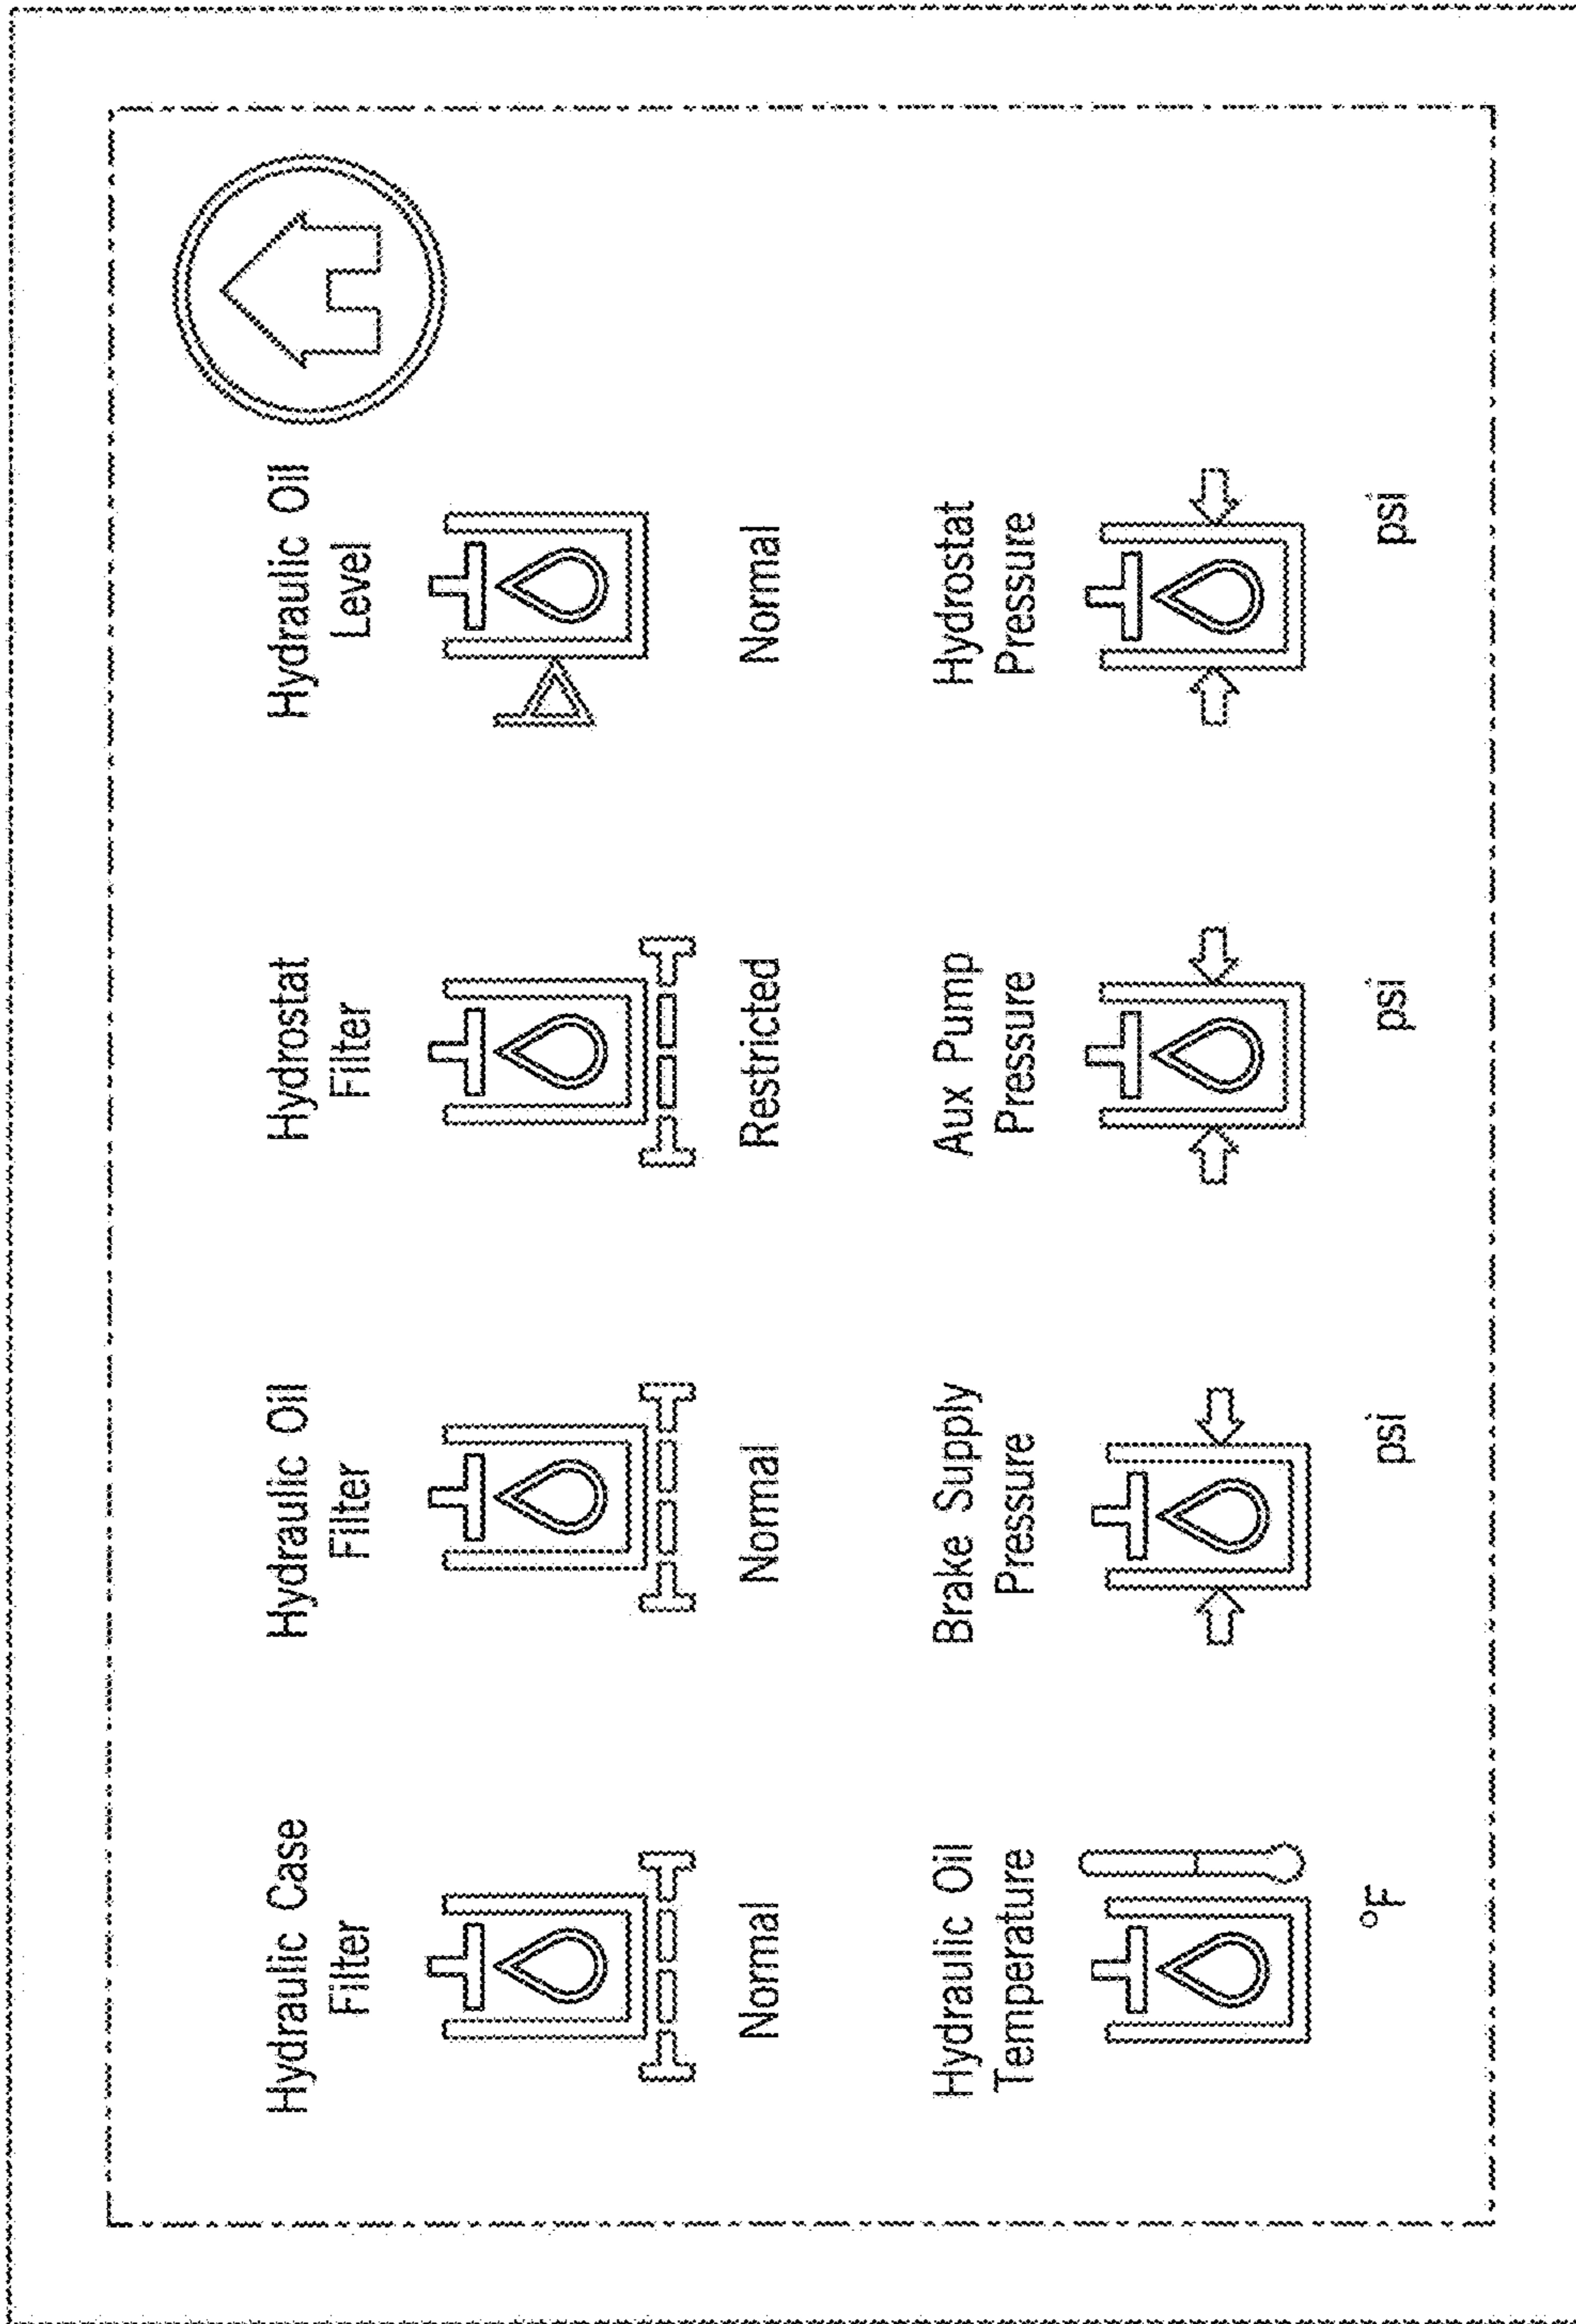 Hydraulic Case
Filter
Normal
Hydraulic Oil
Filter
Normal
Hydrostat
Filter
Restricted
Hydraulic Oil
Level
Normal
Hydraulic Oil
Temperature
°F
Brake Supply
Pressure
psi
Aux Pump
Pressure
psi
Hydrostat
Pressure
psi